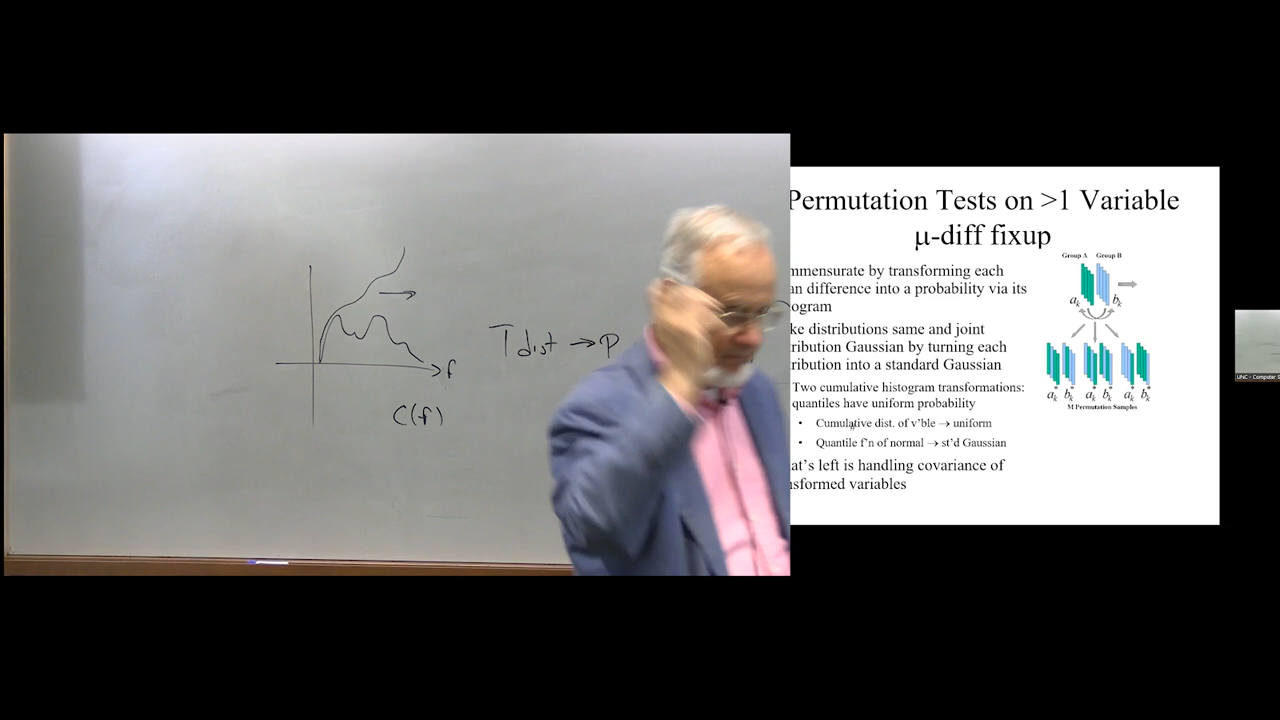 f
C(f)
T dist → p
Permutation Tests on >1 Variable
μ-diff fixup
mmensurate by transforming each
an difference into a probability via its
ogram
ke distributions same and joint
ribution Gaussian by turning each
ribution into a standard Gaussian
Two cumulative histogram transformations:
quantiles have uniform probability
• Cumulative dist. of v'ble → uniform
• Quantile f'n of normal → st'd Gaussian
at's left is handling covariance of
nsformed variables
Group A Group B
aₖ bₖ
aₖ* bₖ* aₖ* bₖ* aₖ* bₖ*
M Permutation Samples
UNC - Computer S